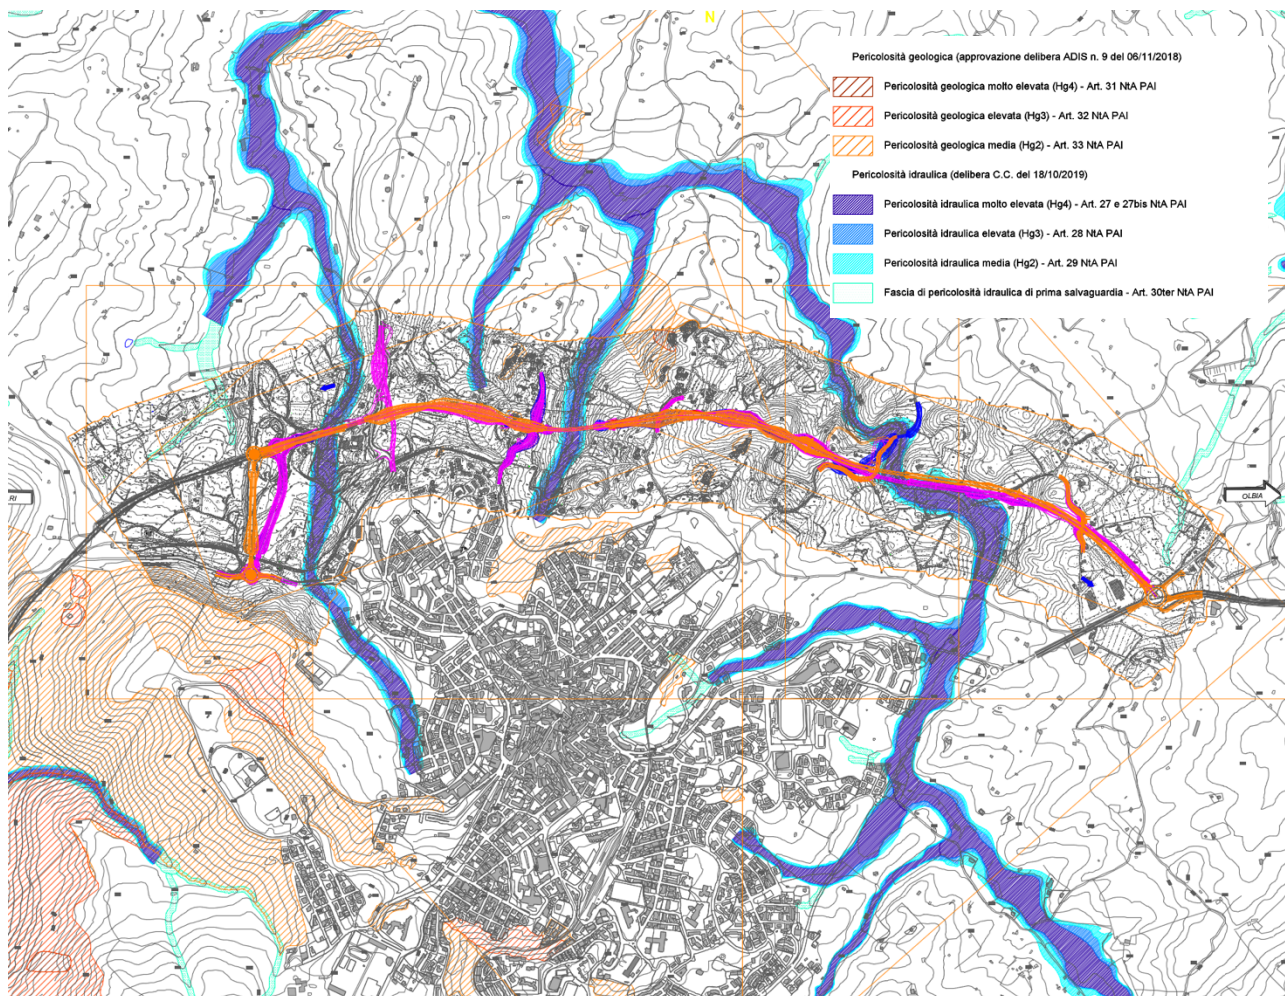 N
Pericolosità geologica (approvazione delibera ADIS n. 9 del 06/11/2018)
Pericolosità geologica molto elevata (Hg4) - Art. 31 NtA PAI
Pericolosità geologica elevata (Hg3) - Art. 32 NtA PAI
Pericolosità geologica media (Hg2) - Art. 33 NtA PAI
Pericolosità idraulica (delibera C.C. del 18/10/2019)
Pericolosità idraulica molto elevata (Hg4) - Art. 27 e 27bis NtA PAI
Pericolosità idraulica elevata (Hg3) - Art. 28 NtA PAI
Pericolosità idraulica media (Hg2) - Art. 29 NtA PAI
Fascia di pericolosità idraulica di prima salvaguardia - Art. 30ter NtA PAI
RI
OLBIA